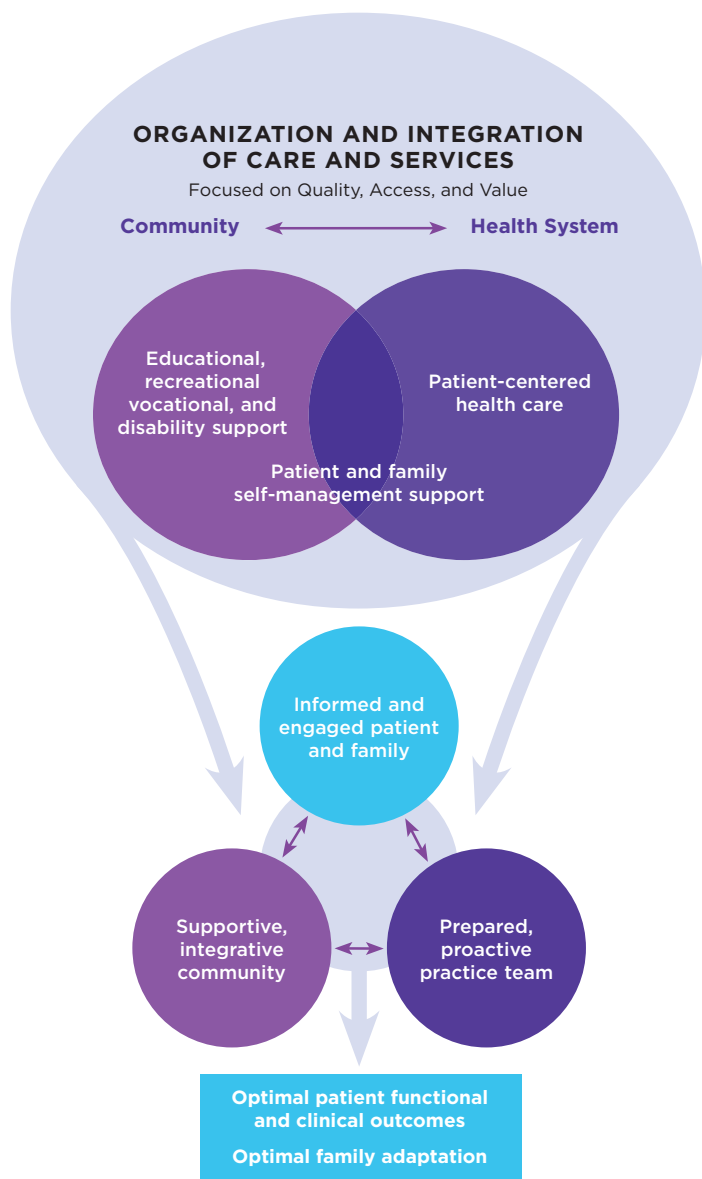 ORGANIZATION AND INTEGRATION
OF CARE AND SERVICES
Focused on Quality, Access, and Value
Community
Health System
Educational,
recreational
vocational, and
disability support
Patient-centered
health care
Patient and family
self-management support
Informed and
engaged patient
and family
Supportive,
integrative
community
Prepared,
proactive
practice team
Optimal patient functional
and clinical outcomes
Optimal family adaptation